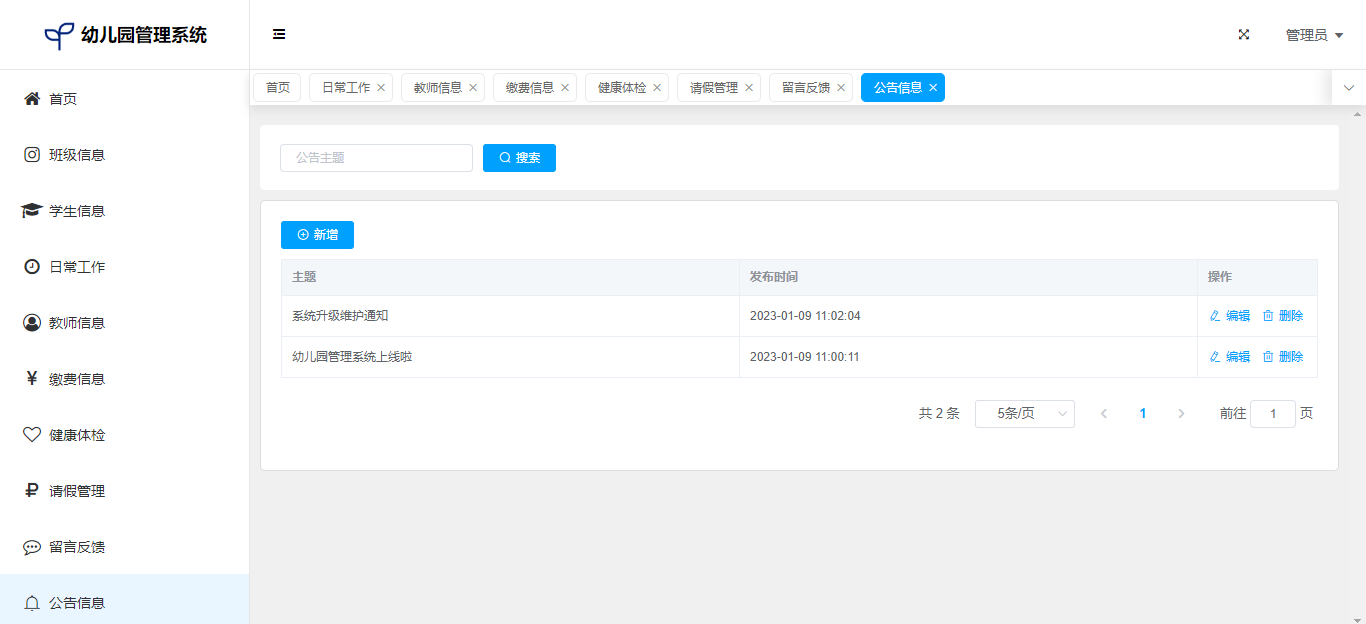 幼儿园管理系统
管理员
首页
班级信息
学生信息
日常工作
教师信息
¥ 缴费信息
健康体检
₽ 请假管理
留言反馈
公告信息
首页 日常工作 教师信息 缴费信息 健康体检 请假管理 留言反馈 公告信息
公告主题 搜索
新增
主题 发布时间 操作
系统升级维护通知 2023-01-09 11:02:04 编辑 删除
幼儿园管理系统上线啦 2023-01-09 11:00:11 编辑 删除
共 2 条 5条/页 1 前往 1 页